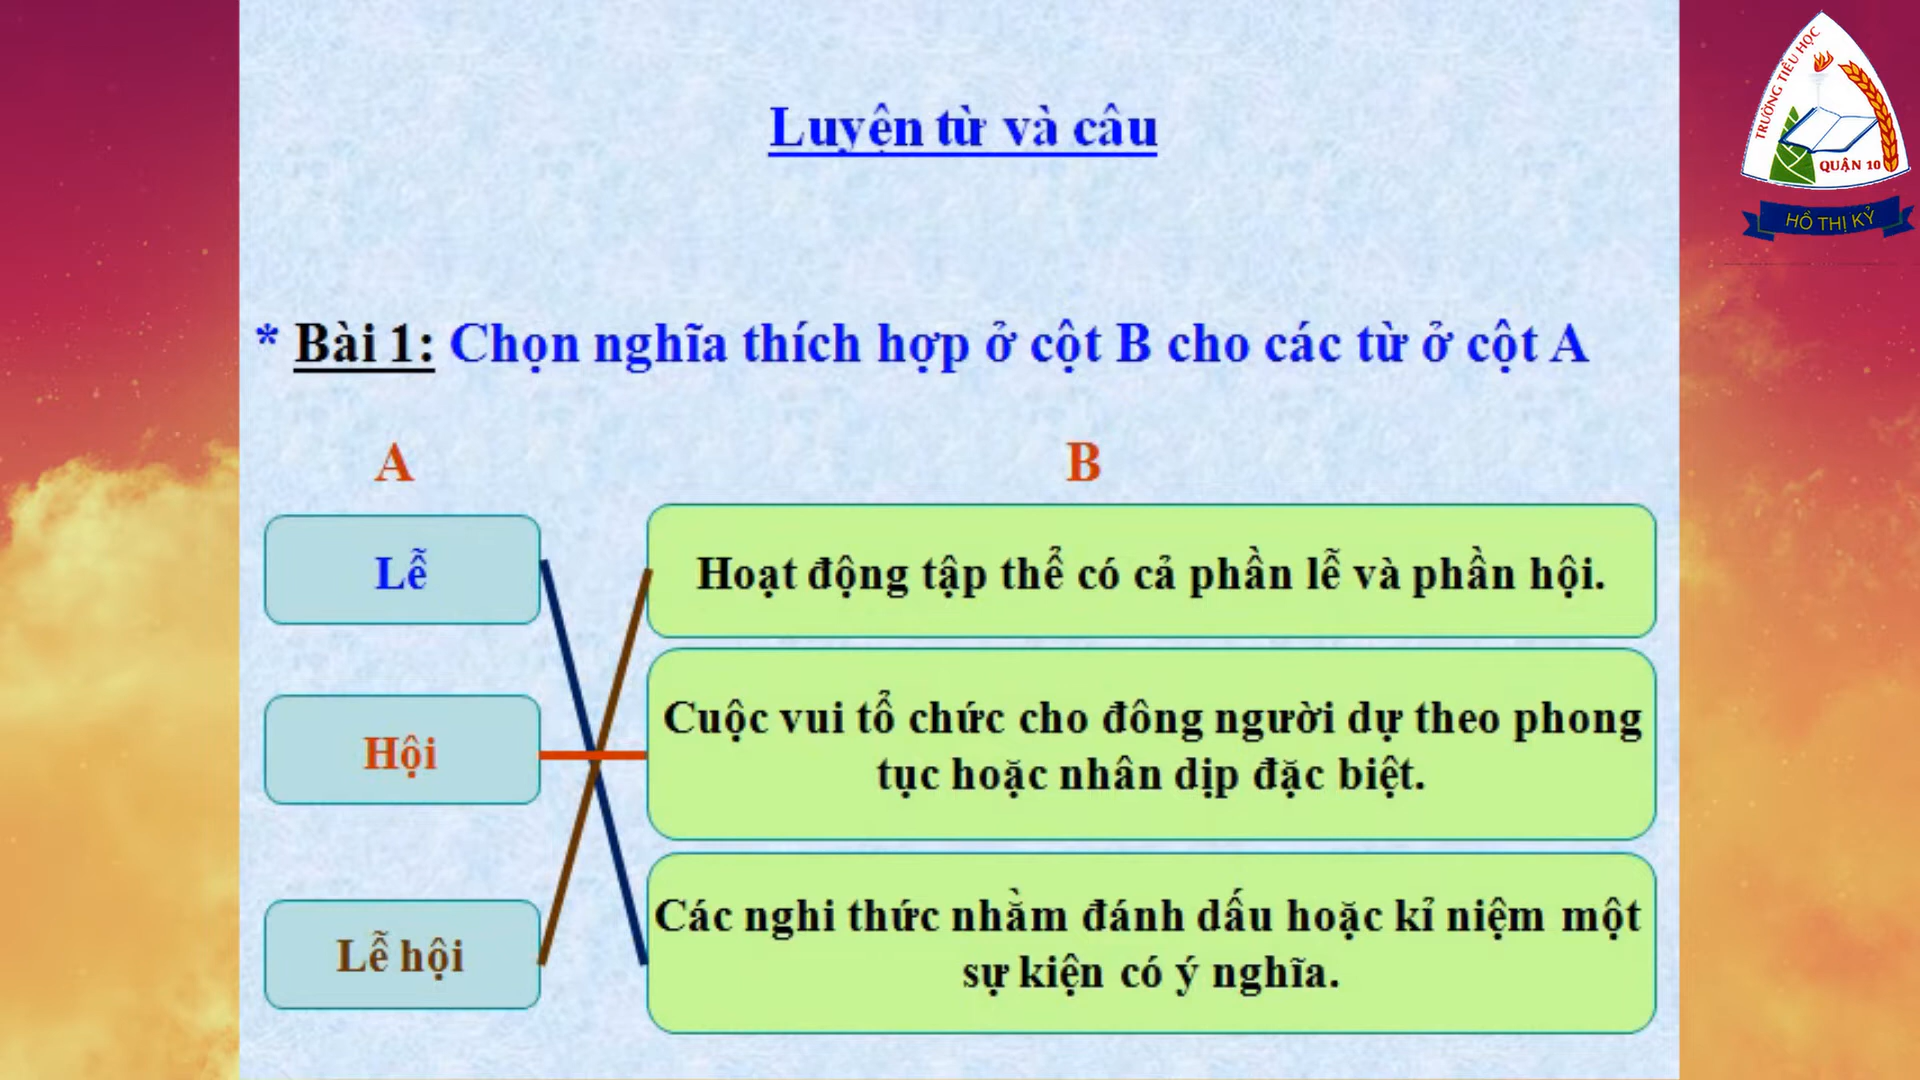 TRƯỜNG TIỂU HỌC
QUẬN 10
HỒ THỊ KỶ
Luyện từ và câu
* Bài 1: Chọn nghĩa thích hợp ở cột B cho các từ ở cột A
A
B
Lễ
Hoạt động tập thể có cả phần lễ và phần hội.
Hội
Cuộc vui tổ chức cho đông người dự theo phong
tục hoặc nhân dịp đặc biệt.
Lễ hội
Các nghi thức nhằm đánh dấu hoặc kỉ niệm một
sự kiện có ý nghĩa.